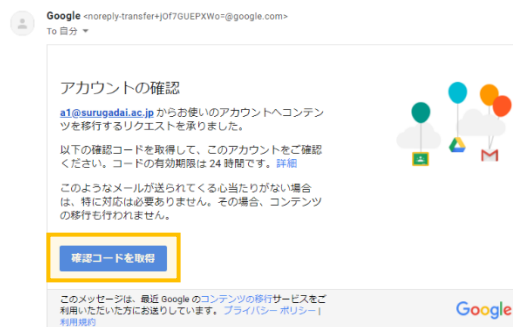 Google <noreply-transfer+jOf7GUEPXWo=@google.com>
To 自分
アカウントの確認
a1@surugadai.ac.jp からお使いのアカウントへコンテン
ツを移行するリクエストを承りました。
以下の確認コードを取得して、このアカウントをご確認
ください。コードの有効期限は 24 時間です。詳細
このようなメールが送られてくる心当たりがない場合
は、特に対応は必要ありません。その場合、コンテンツ
の移行も行われません。
確認コードを取得
このメッセージは、最近 Google のコンテンツの移行サービスをご
利用いただいた方にお送りしています。プライバシー ポリシー |
利用規約
Google